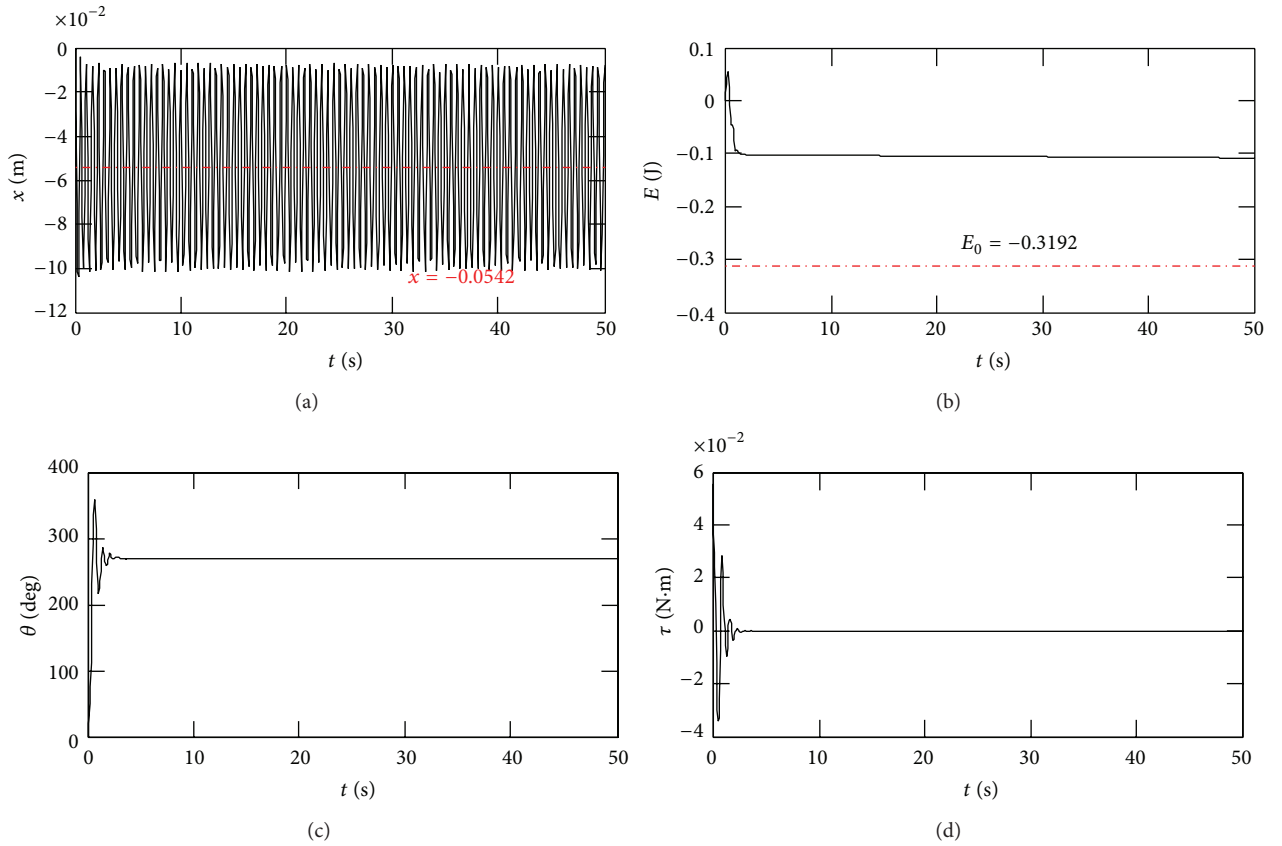 ×10−2
0
−2
−4
−6
−8
−10
−12
x (m)
x = −0.0542
0 10 20 30 40 50
t (s)
(a)
0.1
0
−0.1
−0.2
−0.3
−0.4
E (J)
E0 = −0.3192
0 10 20 30 40 50
t (s)
(b)
400
300
200
100
0
θ (deg)
0 10 20 30 40 50
t (s)
(c)
×10−2
6
4
2
0
−2
−4
τ (N·m)
0 10 20 30 40 50
t (s)
(d)